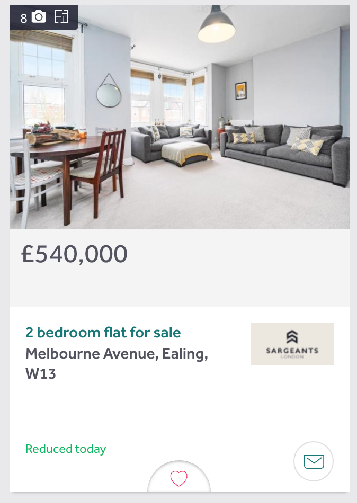 8
£540,000
2 bedroom flat for sale
Melbourne Avenue, Ealing,
W13
SARGEANTS
LONDON
Reduced today